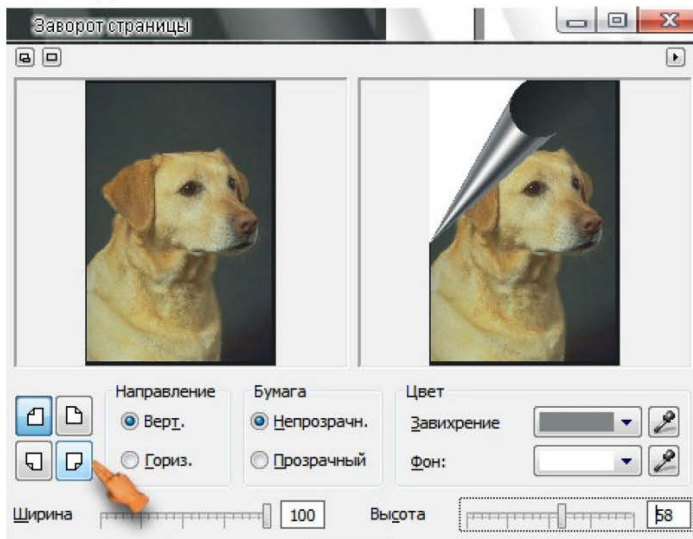 Заворот страницы
Направление
Бумага
Цвет
Верт.
Непрозрачн.
Завихрение
Гориз.
Прозрачный
Фон:
Ширина 100 Высота 58